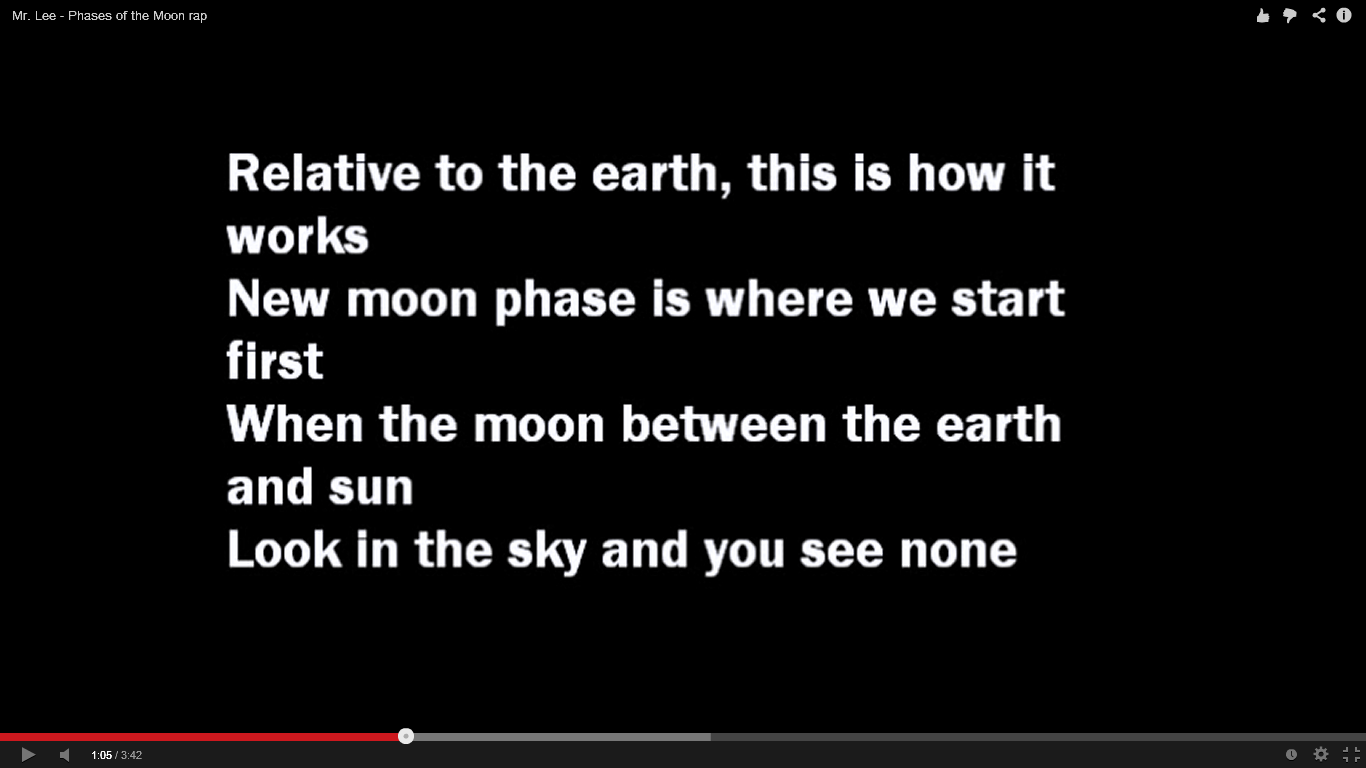 Mr. Lee - Phases of the Moon rap
Relative to the earth, this is how it
works
New moon phase is where we start
first
When the moon between the earth
and sun
Look in the sky and you see none
1:05 / 3:42